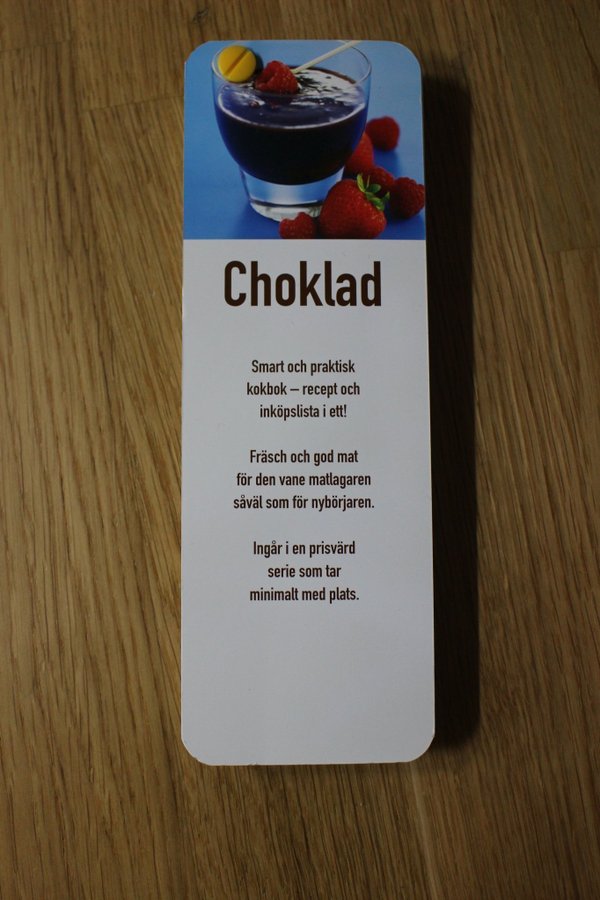 Choklad
Smart och praktisk
kokbok – recept och
inköpslista i ett!
Fräsch och god mat
för den vane matlagaren
såväl som för nybörjaren.
Ingår i en prisvärd
serie som tar
minimalt med plats.